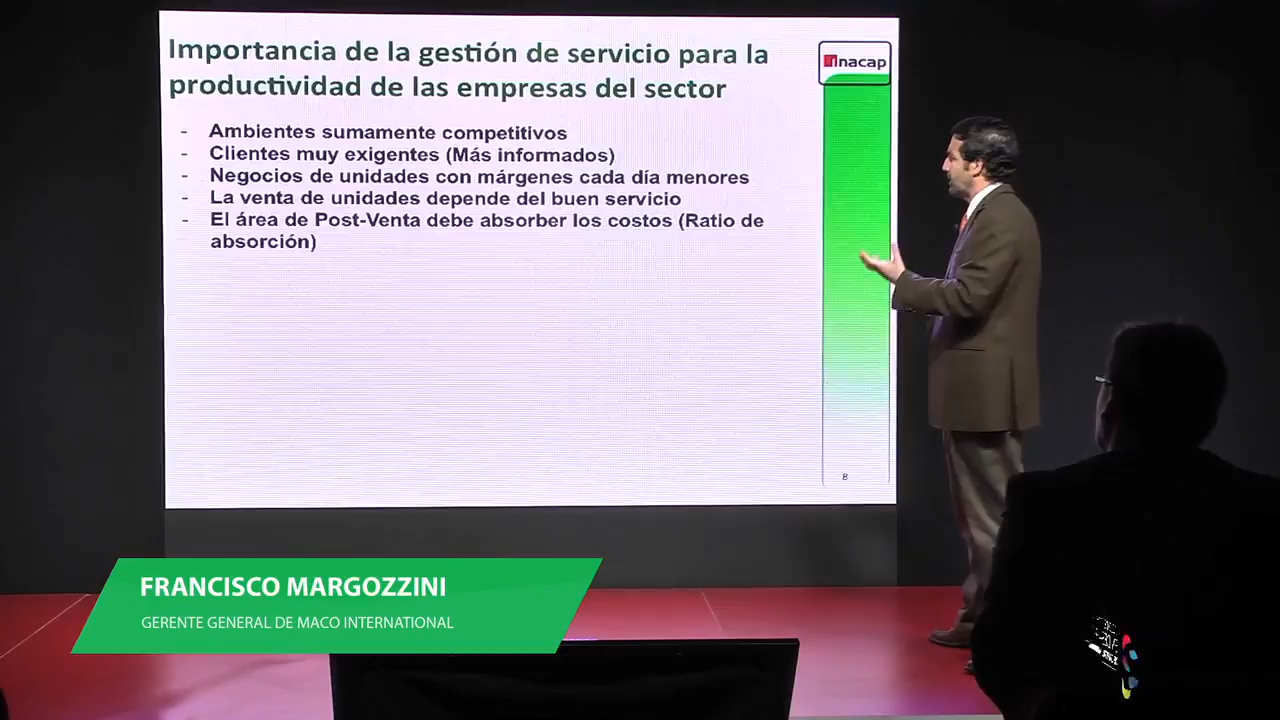 Importancia de la gestión de servicio para la
productividad de las empresas del sector
inacap
- Ambientes sumamente competitivos
- Clientes muy exigentes (Más informados)
- Negocios de unidades con márgenes cada día menores
- La venta de unidades depende del buen servicio
- El área de Post-Venta debe absorber los costos (Ratio de
absorción)
8
FRANCISCO MARGOZZINI
GERENTE GENERAL DE MACO INTERNATIONAL